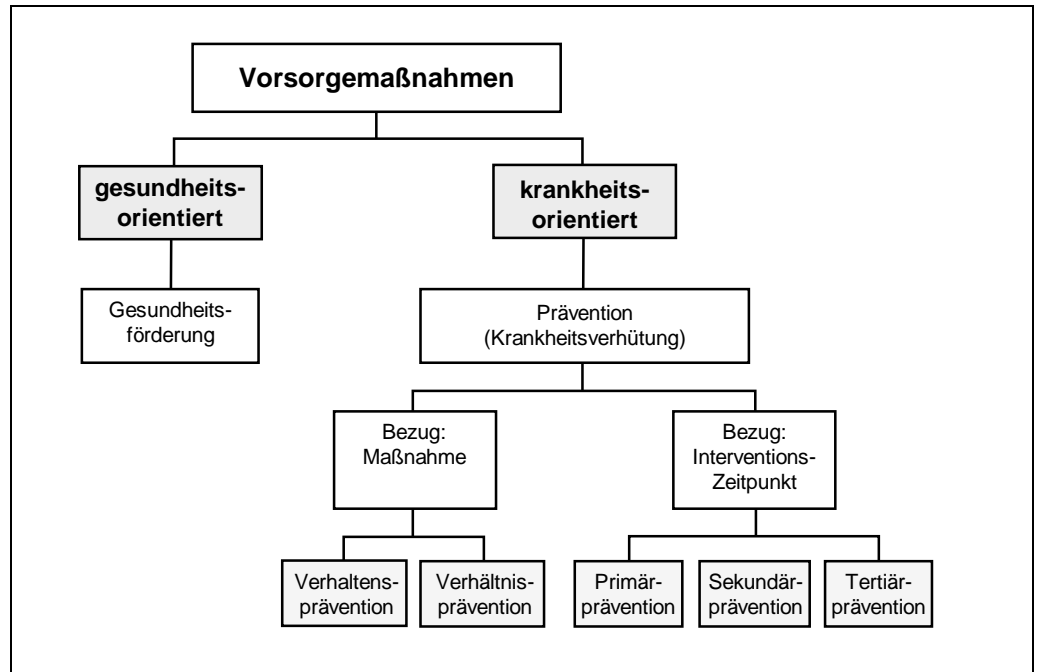 Vorsorgemaßnahmen
gesundheits-
orientiert
krankheits-
orientiert
Gesundheits-
förderung
Prävention
(Krankheitsverhütung)
Bezug:
Maßnahme
Bezug:
Interventions-
Zeitpunkt
Verhaltens-
prävention
Verhältnis-
prävention
Primär-
prävention
Sekundär-
prävention
Tertiär-
prävention